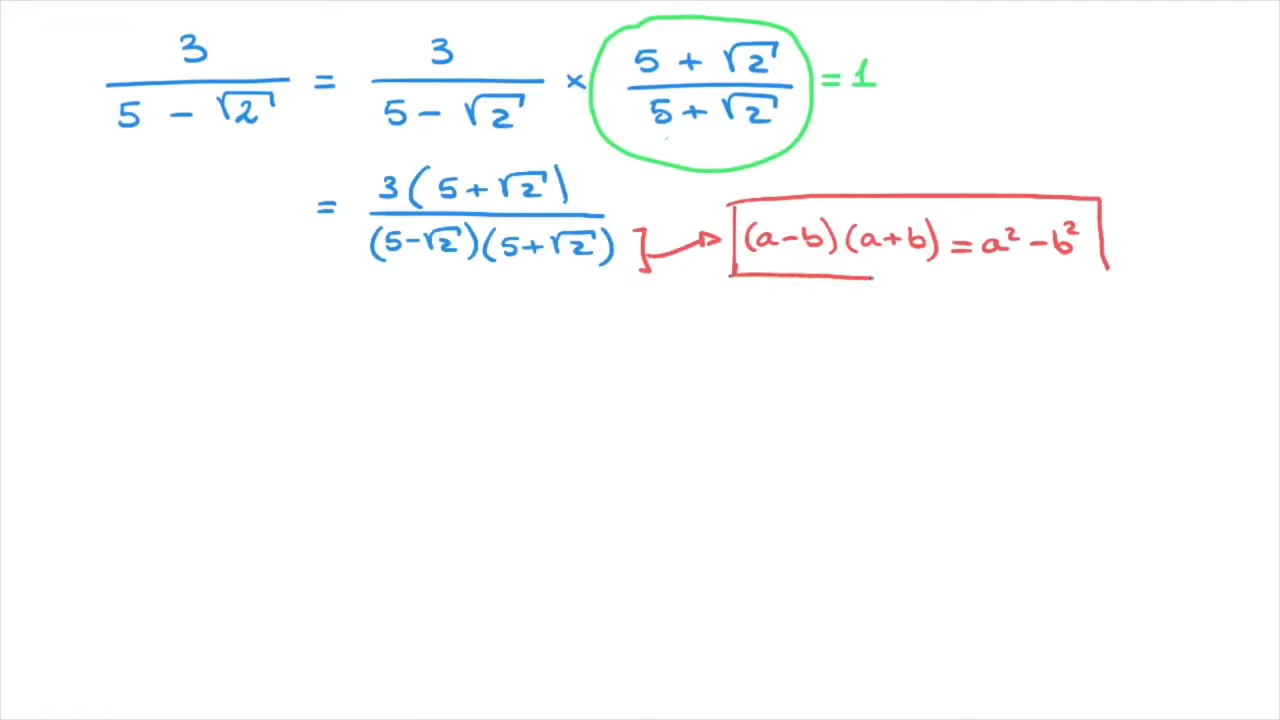 3/(5 - √2) = 3/(5 - √2) × (5 + √2)/(5 + √2) = 1
= 3(5 + √2)/((5-√2)(5+√2)) (a-b)(a+b) = a² - b²